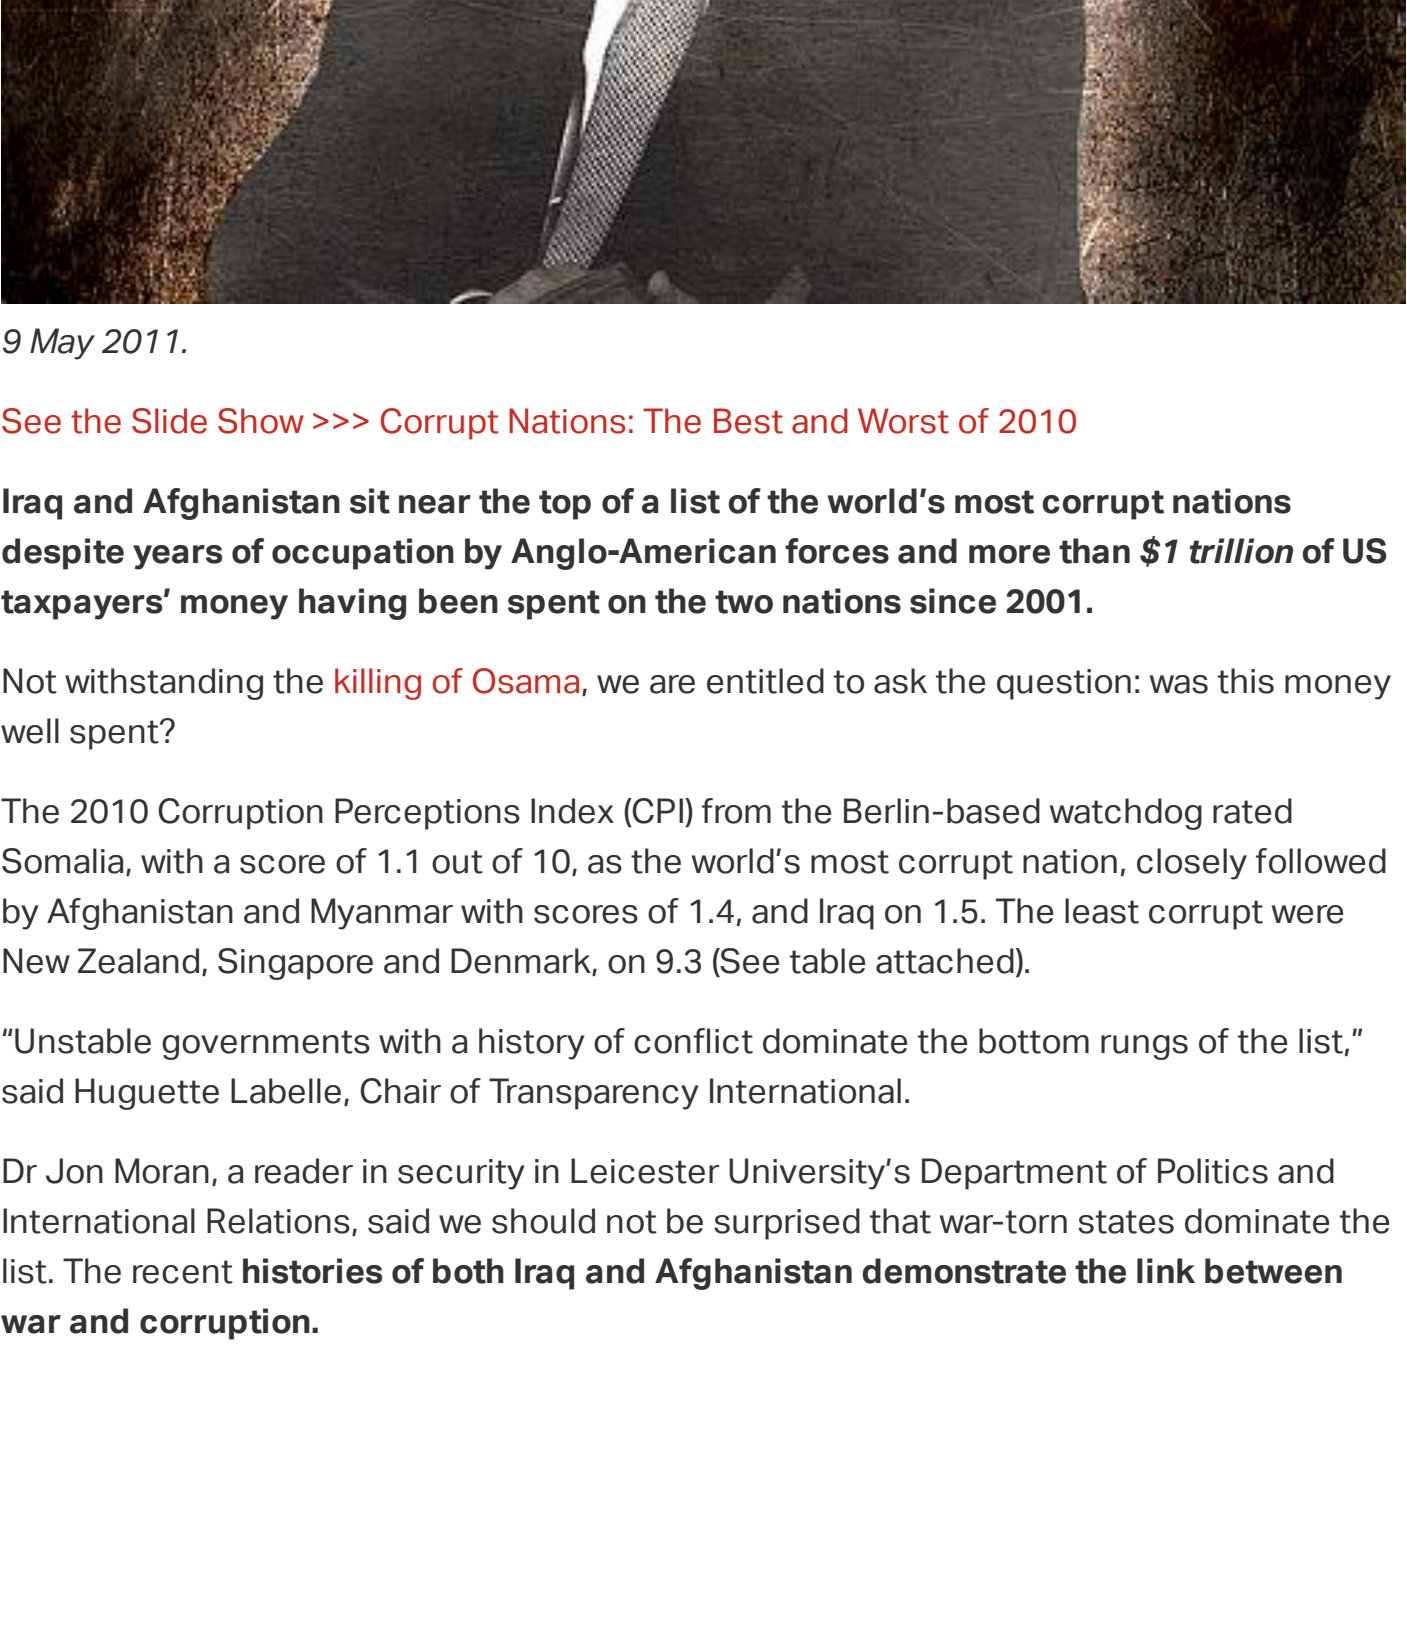 9 May 2011.
See the Slide Show >>> Corrupt Nations: The Best and Worst of 2010
Iraq and Afghanistan sit near the top of a list of the world’s most corrupt nations
despite years of occupation by Anglo-American forces and more than $1 trillion of US
taxpayers’ money having been spent on the two nations since 2001.
Not withstanding the killing of Osama, we are entitled to ask the question: was this money
well spent?
The 2010 Corruption Perceptions Index (CPI) from the Berlin-based watchdog rated
Somalia, with a score of 1.1 out of 10, as the world’s most corrupt nation, closely followed
by Afghanistan and Myanmar with scores of 1.4, and Iraq on 1.5. The least corrupt were
New Zealand, Singapore and Denmark, on 9.3 (See table attached).
“Unstable governments with a history of conflict dominate the bottom rungs of the list,”
said Huguette Labelle, Chair of Transparency International.
Dr Jon Moran, a reader in security in Leicester University’s Department of Politics and
International Relations, said we should not be surprised that war-torn states dominate the
list. The recent histories of both Iraq and Afghanistan demonstrate the link between
war and corruption.